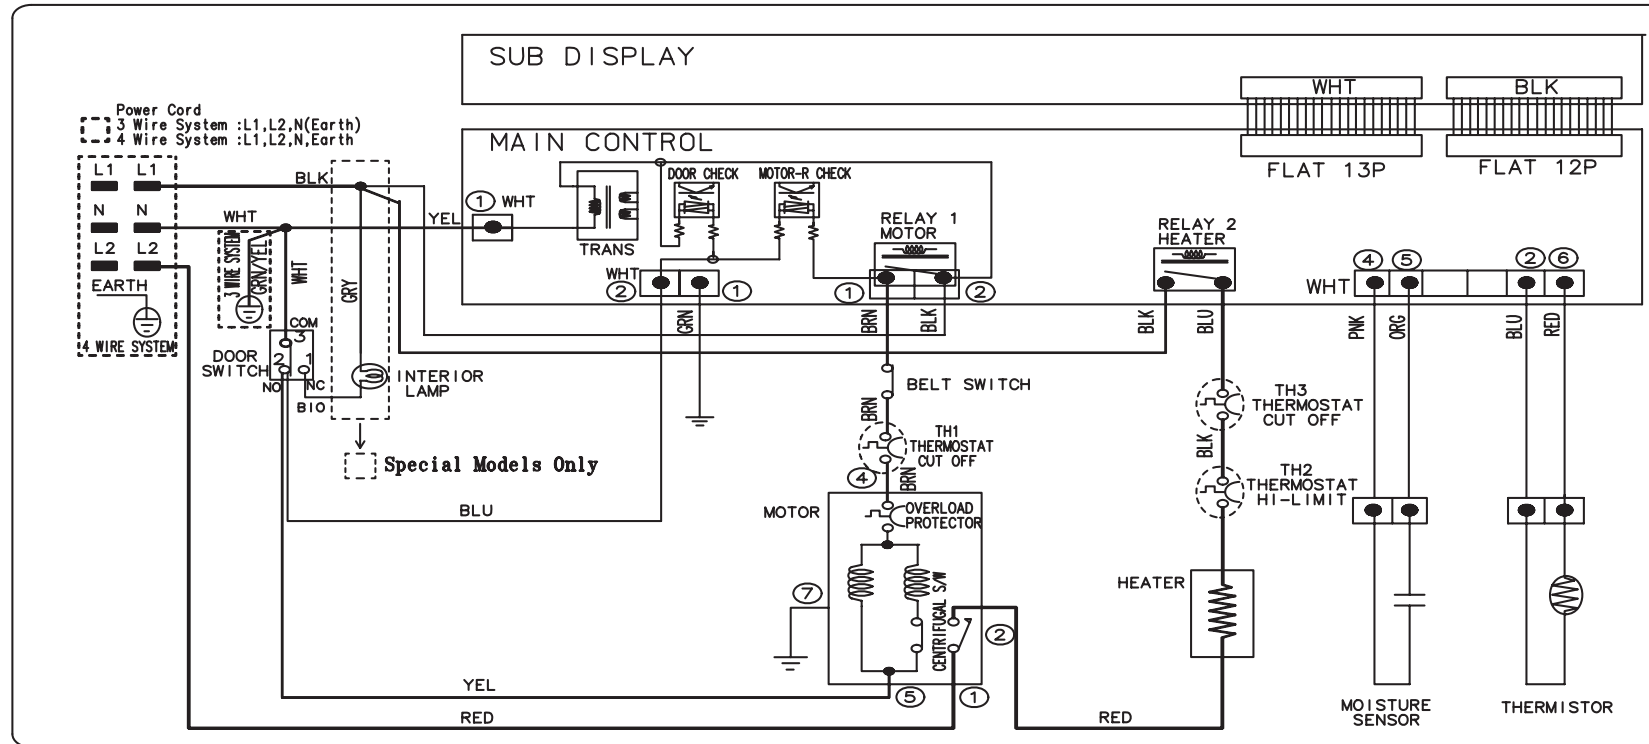 SUB DISPLAY
WHT
BLK
Power Cord
3 Wire System :L1,L2,N(Earth)
4 Wire System :L1,L2,N,Earth
MAIN CONTROL
FLAT 13P
FLAT 12P
L1 L1
N N
L2 L2
EARTH
4 WIRE SYSTEM
BLK
WHT
3 WIRE SYSTEM
GRN/YEL
WHT
GRY
YEL
1 WHT
TRANS
DOOR CHECK
MOTOR-R CHECK
RELAY 1
MOTOR
RELAY 2
HEATER
WHT
2
1
1
2
WHT
4
5
2
6
GRN
BRN
BLK
BLK
BLU
PNK
ORG
BLU
RED
COM
3
2 1
DOOR
SWITCH
NO
NC
BIO
INTERIOR
LAMP
Special Models Only
BELT SWITCH
BRN
TH1
THERMOSTAT
CUT OFF
4
BRN
TH3
THERMOSTAT
CUT OFF
BLK
TH2
THERMOSTAT
HI-LIMIT
BLU
MOTOR
OVERLOAD
PROTECTOR
CENTRIFUGAL S/W
7
2
5
1
HEATER
YEL
RED
RED
MOISTURE
SENSOR
THERMISTOR